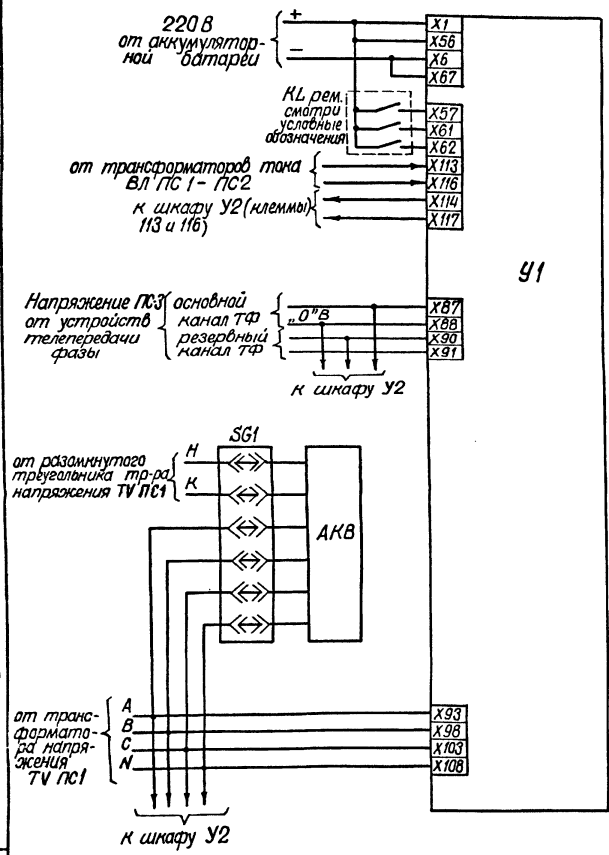 220 В
от аккумулятор-
ной батареи
+
−
X1
X56
X6
X67
KL рем.
смотри
условные
обозначения
X57
X61
X62
от трансформаторов тока
ВЛ ПС 1 - ПС2
X113
X116
к шкафу У2 (клеммы
113 и 116)
X114
X117
У1
Напряжение ПС3
от устройств
телепередачи
фазы
основной
канал ТФ
„О"В
резервный
канал ТФ
X87
X88
X90
X91
к шкафу У2
SG1
от разомкнутого
треугольника тр-ра
напряжения TV ПС1
Н
К
АКВ
от транс-
формато-
ра напря-
жения
TV ПС1
A
B
C
N
X93
X98
X103
X108
к шкафу У2